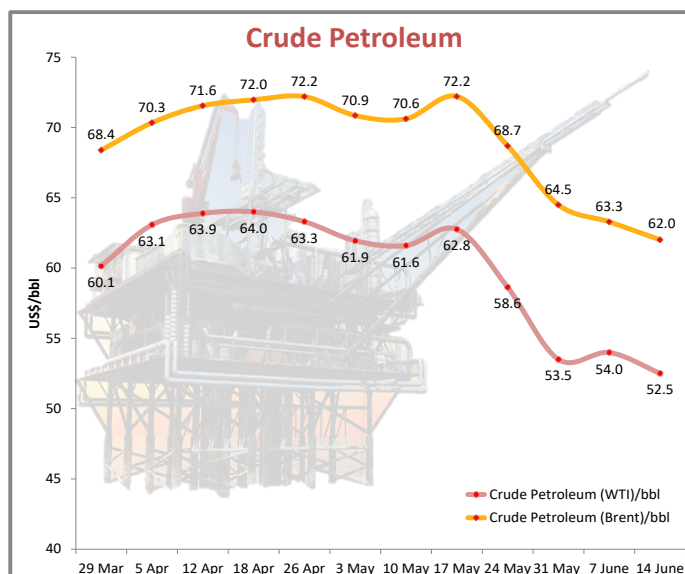 Crude Petroleum
75
70
65
60
55
50
45
40
US$/bbl
68.4 70.3 71.6 72.0 72.2 70.9 70.6 72.2 68.7 64.5 63.3 62.0
60.1 63.1 63.9 64.0 63.3 61.9 61.6 62.8 58.6 53.5 54.0 52.5
Crude Petroleum (WTI)/bbl
Crude Petroleum (Brent)/bbl
29 Mar 5 Apr 12 Apr 18 Apr 26 Apr 3 May 10 May 17 May 24 May 31 May 7 June 14 June